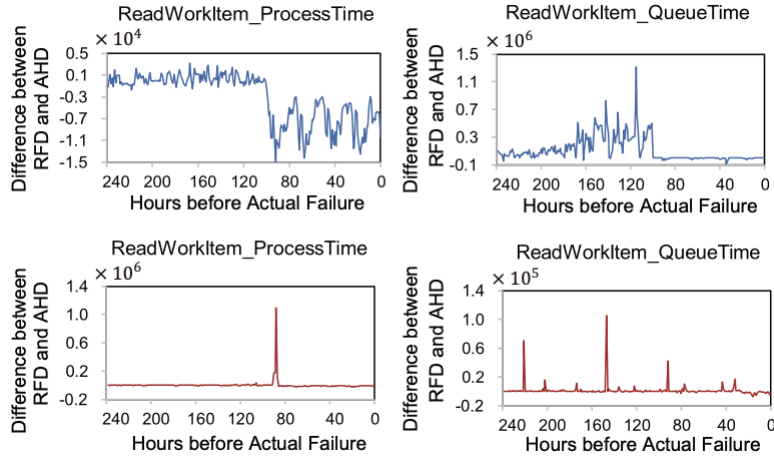 ReadWorkItem_ProcessTime
× 10^4
Difference between
RFD and AHD
0.5
0.1
-0.3
-0.7
-1.1
-1.5
240 200 160 120 80 40 0
Hours before Actual Failure
ReadWorkItem_QueueTime
× 10^6
Difference between
RFD and AHD
1.5
1.1
0.7
0.3
-0.1
240 200 160 120 80 40 0
Hours before Actual Failure
ReadWorkItem_ProcessTime
× 10^6
Difference between
RFD and AHD
1.4
1.0
0.6
0.2
-0.2
240 200 160 120 80 40 0
Hours before Actual Failure
ReadWorkItem_QueueTime
× 10^5
Difference between
RFD and AHD
1.4
1.0
0.6
0.2
-0.2
240 200 160 120 80 40 0
Hours before Actual Failure